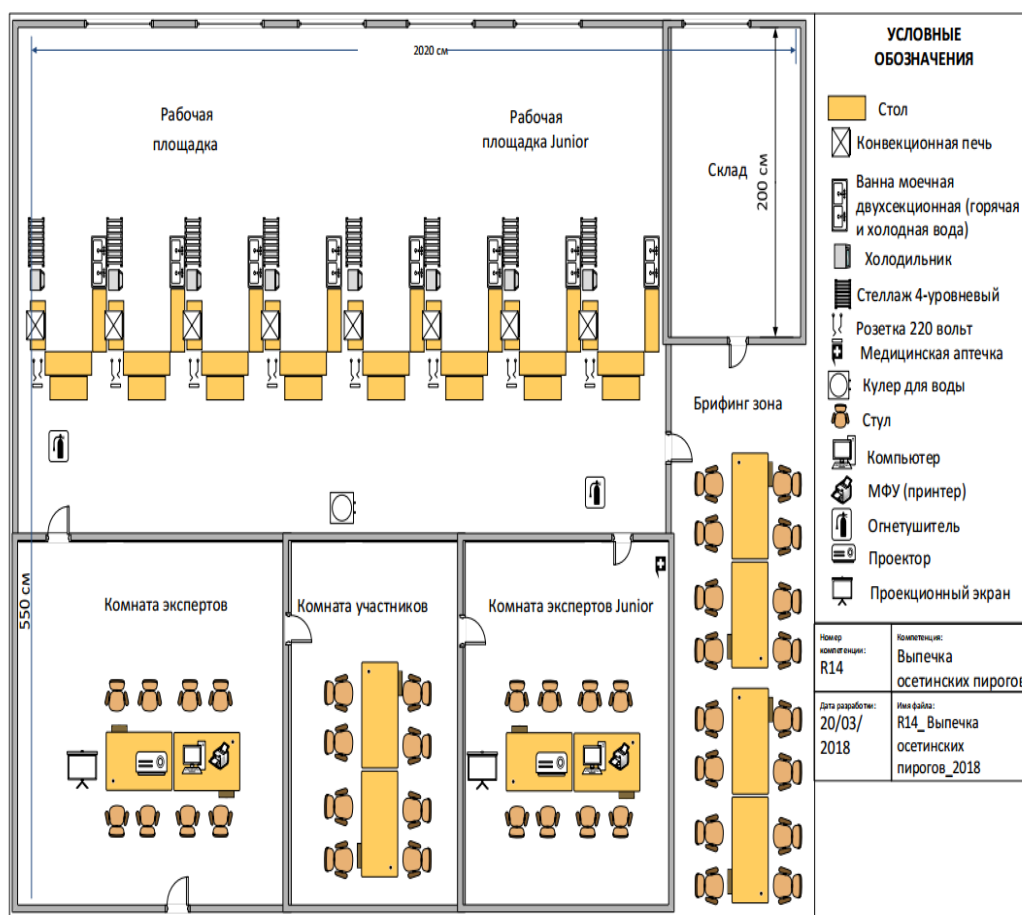 2020 см
Рабочая
площадка
Рабочая
площадка Junior
Склад
200 см
Брифинг зона
550 см
Комната экспертов
Комната участников
Комната экспертов Junior
УСЛОВНЫЕ
ОБОЗНАЧЕНИЯ
Стол
Конвекционная печь
Ванна моечная
двухсекционная (горячая
и холодная вода)
Холодильник
Стеллаж 4-уровневый
Розетка 220 вольт
Медицинская аптечка
Кулер для воды
Стул
Компьютер
МФУ (принтер)
Огнетушитель
Проектор
Проекционный экран
Номер
компетенции:
R14
Компетенция:
Выпечка
осетинских пирогов
Дата разработки:
20/03/
2018
Имя файла:
R14_Выпечка
осетинских
пирогов_2018